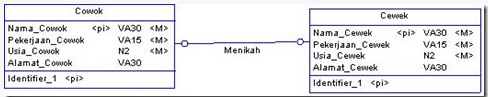 Cowok
Nama_Cowok <pi> VA30 <M>
Pekerjaan_Cowok VA15 <M>
Usia_Cowok N2 <M>
Alamat_Cowok VA30
Identifier_1 <pi>
Menikah
Cewek
Nama_Cewek <pi> VA30 <M>
Pekerjaan_Cewek VA15 <M>
Usia_Cewek N2 <M>
Alamat_Cewek VA30
Identifier_1 <pi>